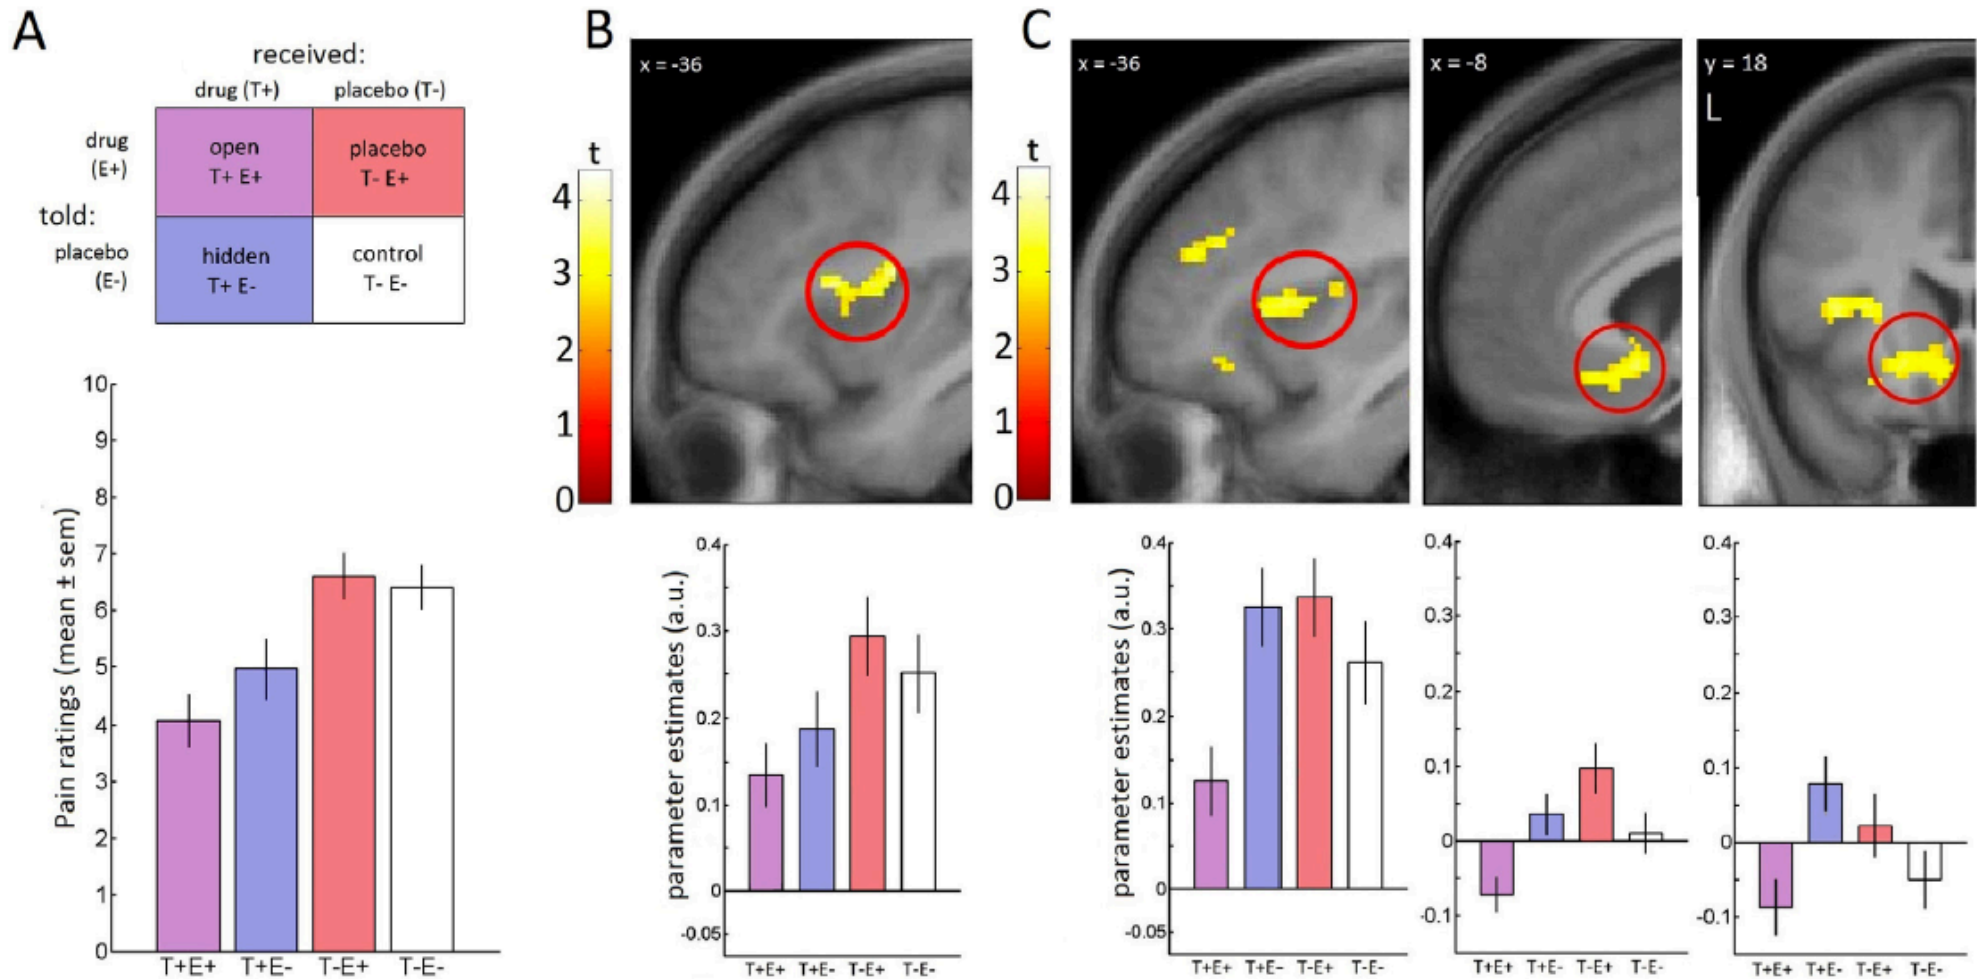 A
received:
drug (T+)
placebo (T-)
drug
(E+)
told:
placebo
(E-)
open
T+ E+
placebo
T- E+
hidden
T+ E-
control
T- E-
Pain ratings (mean ± sem)
10
9
8
7
6
5
4
3
2
1
0
T+E+ T+E- T-E+ T-E-
B
x = -36
t
4
3
2
1
0
parameter estimates (a.u.)
0.4
0.3
0.2
0.1
0
-0.05
T+E+ T+E- T-E+ T-E-
C
t
4
3
2
1
0
x = -36
x = -8
y = 18
L
parameter estimates (a.u.)
0.4
0.3
0.2
0.1
0
-0.05
T+E+ T+E- T-E+ T-E-
0.4
0.3
0.2
0.1
0
-0.1
T+E+ T+E- T-E+ T-E-
0.4
0.3
0.2
0.1
0
-0.1
T+E+ T+E- T-E+ T-E-